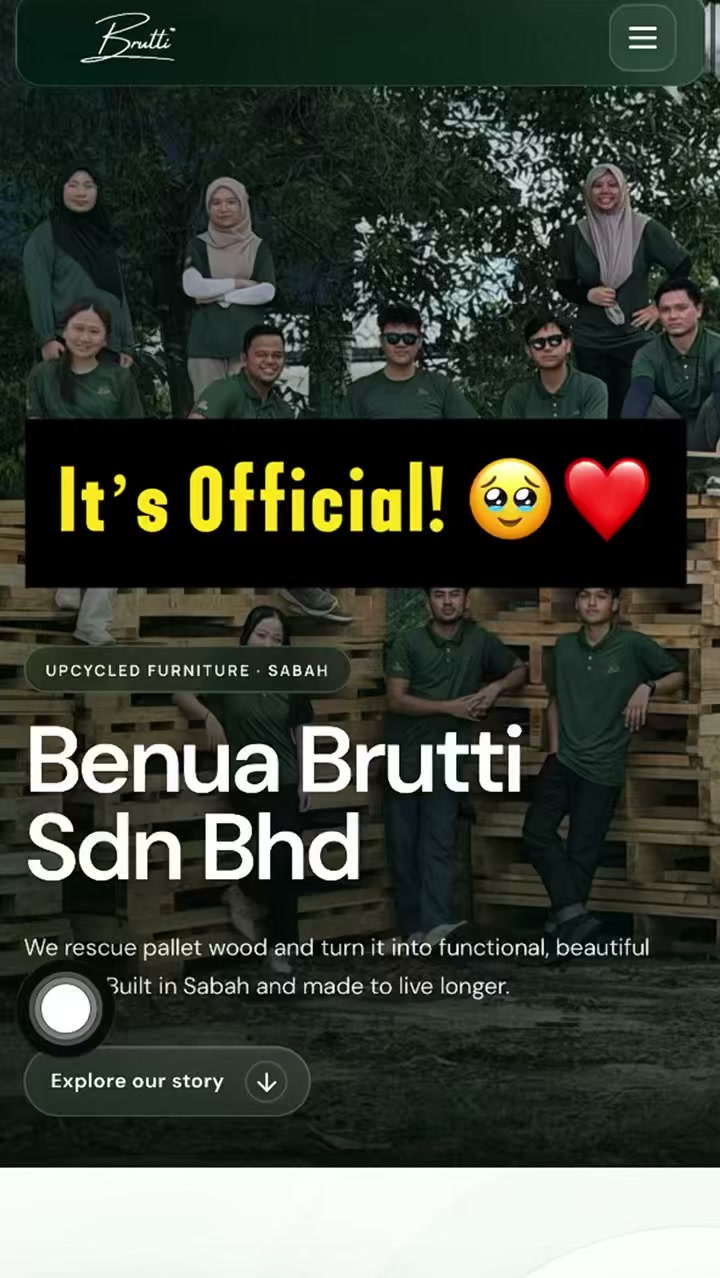 Brutti
It's Official! 🥹❤️
UPCYCLED FURNITURE · SABAH
Benua Brutti
Sdn Bhd
We rescue pallet wood and turn it into functional, beautiful
Built in Sabah and made to live longer.
Explore our story